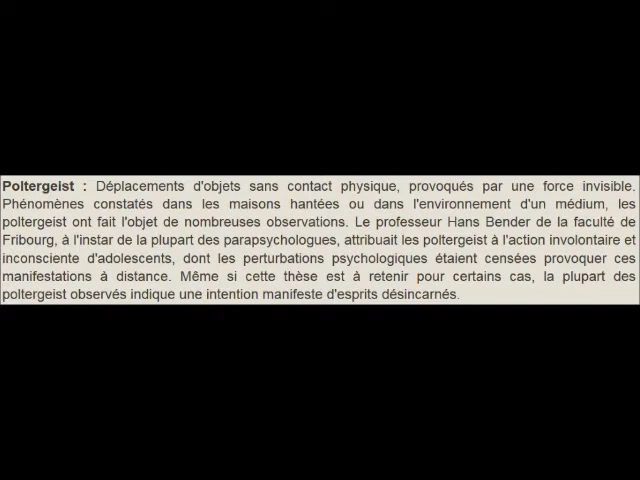 Poltergeist : Déplacements d'objets sans contact physique, provoqués par une force invisible.
Phénomènes constatés dans les maisons hantées ou dans l'environnement d'un médium, les
poltergeist ont fait l'objet de nombreuses observations. Le professeur Hans Bender de la faculté de
Fribourg, à l'instar de la plupart des parapsychologues, attribuait les poltergeist à l'action involontaire et
inconsciente d'adolescents, dont les perturbations psychologiques étaient censées provoquer ces
manifestations à distance. Même si cette thèse est à retenir pour certains cas, la plupart des
poltergeist observés indique une intention manifeste d'esprits désincarnés.